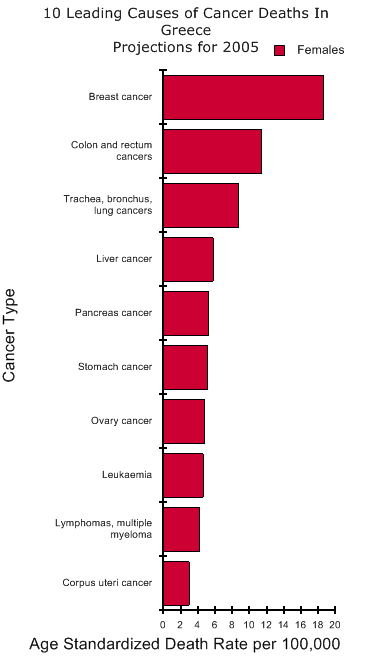 10 Leading Causes of Cancer Deaths In
Greece
Projections for 2005
Females
Cancer Type
Breast cancer
Colon and rectum
cancers
Trachea, bronchus,
lung cancers
Liver cancer
Pancreas cancer
Stomach cancer
Ovary cancer
Leukaemia
Lymphomas, multiple
myeloma
Corpus uteri cancer
0 2 4 6 8 10 12 14 16 18 20
Age Standardized Death Rate per 100,000